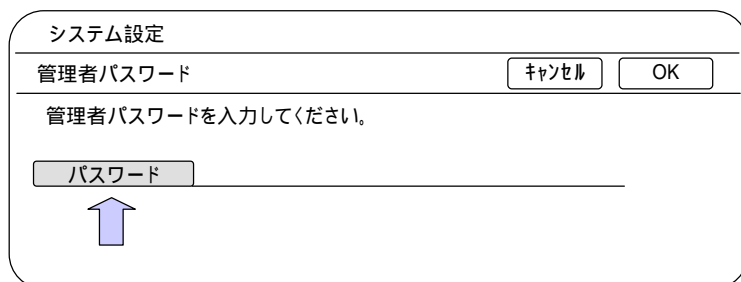 システム設定
管理者パスワード ｷｬﾝｾﾙ OK
管理者パスワードを入力してください。
パスワード